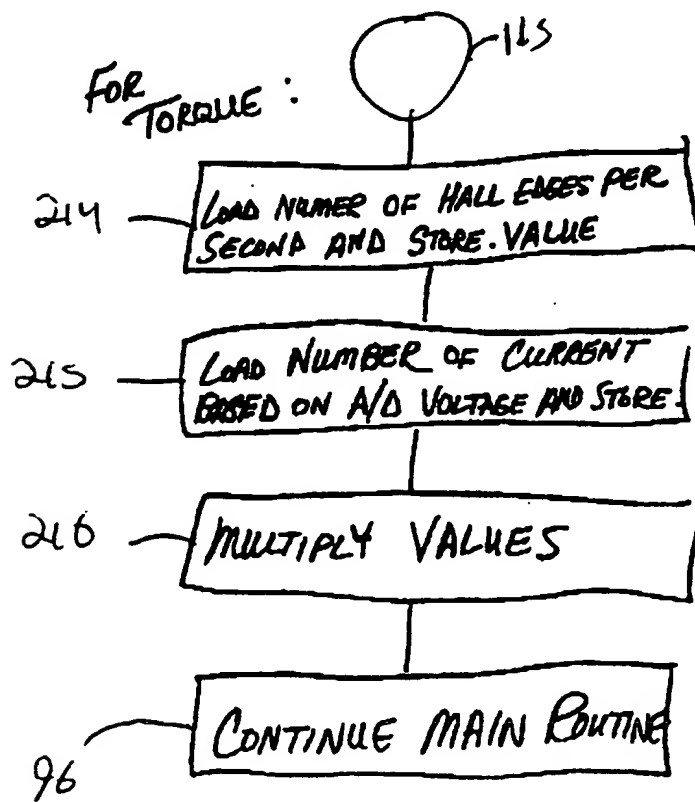 115
FOR
TORQUE :
214
LOAD NUMER OF HALL EDGES PER
SECOND AND STORE. VALUE
215
LOAD NUMBER OF CURRENT
BASED ON A/D VOLTAGE AND STORE.
216
MULTIPLY VALUES
CONTINUE MAIN ROUTINE
96